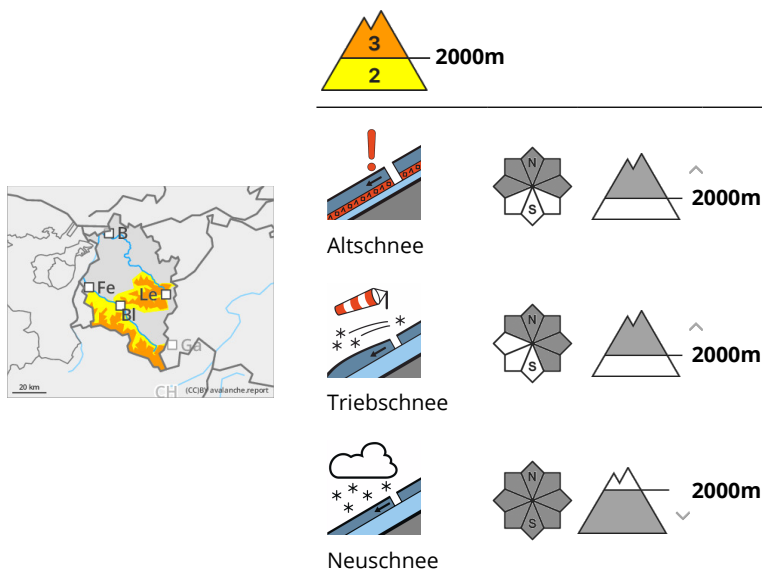 3
2
2000m
N
S
2000m
Altschnee
B
Fe
Le
Bl
Ga
20 km
CH
(CC)BY avalanche.report
N
S
2000m
Triebschnee
N
S
2000m
Neuschnee